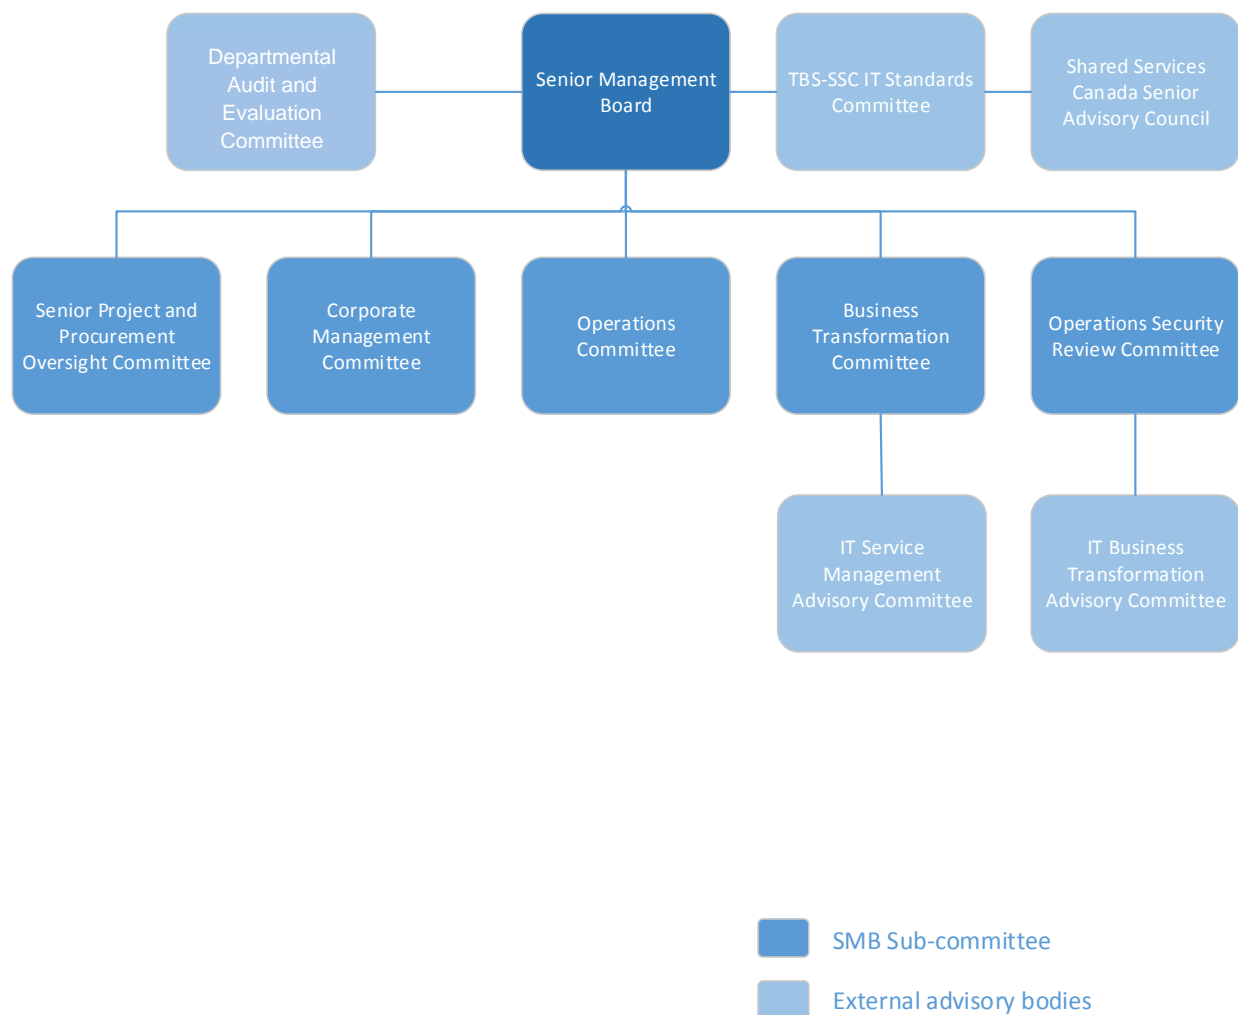 Departmental
Audit and
Evaluation
Committee
Senior Management
Board
TBS-SSC IT Standards
Committee
Shared Services
Canada Senior
Advisory Council
Senior Project and
Procurement
Oversight Committee
Corporate
Management
Committee
Operations
Committee
Business
Transformation
Committee
Operations Security
Review Committee
IT Service
Management
Advisory Committee
IT Business
Transformation
Advisory Committee
SMB Sub-committee
External advisory bodies